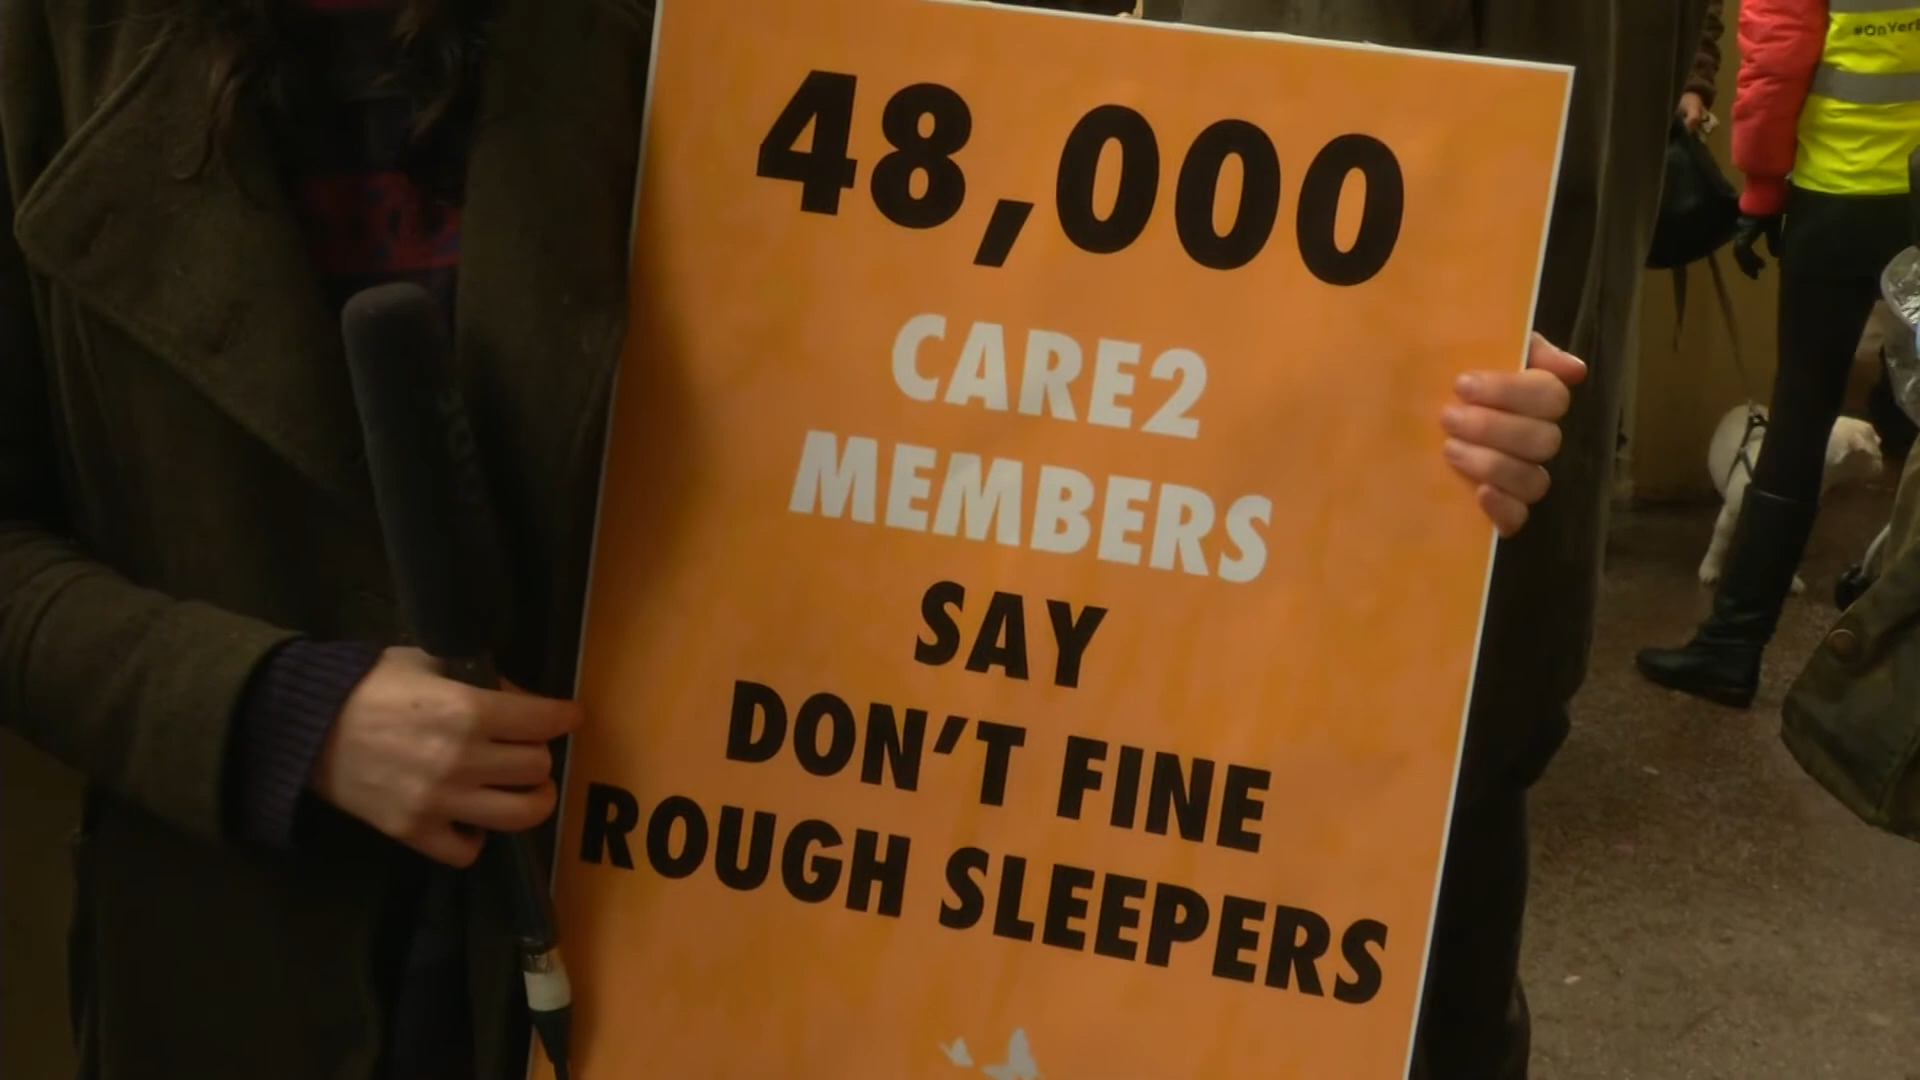 48,000
CARE2
MEMBERS
SAY
DON'T FINE
ROUGH SLEEPERS